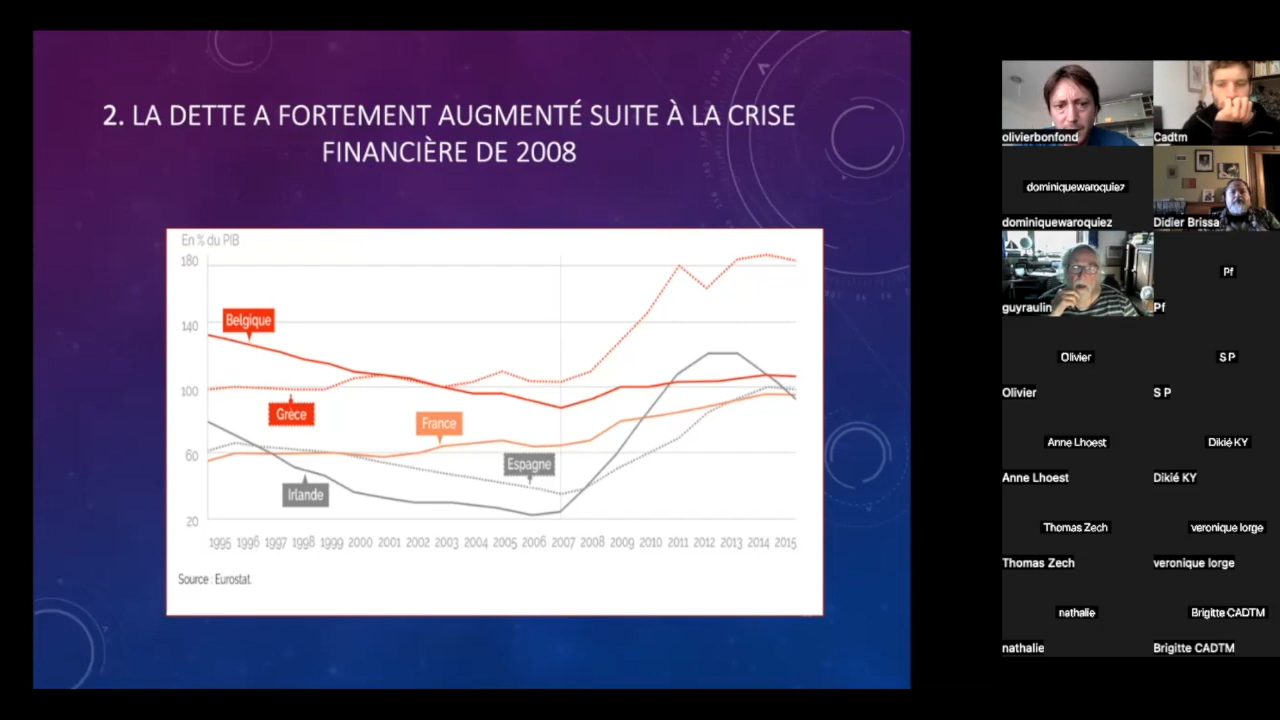 2. LA DETTE A FORTEMENT AUGMENTÉ SUITE À LA CRISE
FINANCIÈRE DE 2008
En % du PIB
180
140
100
60
20
Belgique
Grèce
France
Espagne
Irlande
1995 1996 1997 1998 1999 2000 2001 2002 2003 2004 2005 2006 2007 2008 2009 2010 2011 2012 2013 2014 2015
Source : Eurostat.
olivierbonfond
Cadtm
dominiquewaroquiez
dominiquewaroquiez
Didier Brissa
guyraulin
Pf
Pf
Olivier
Olivier
S P
S P
Anne Lhoest
Anne Lhoest
Dikié KY
Dikié KY
Thomas Zech
Thomas Zech
veronique lorge
veronique lorge
nathalie
nathalie
Brigitte CADTM
Brigitte CADTM